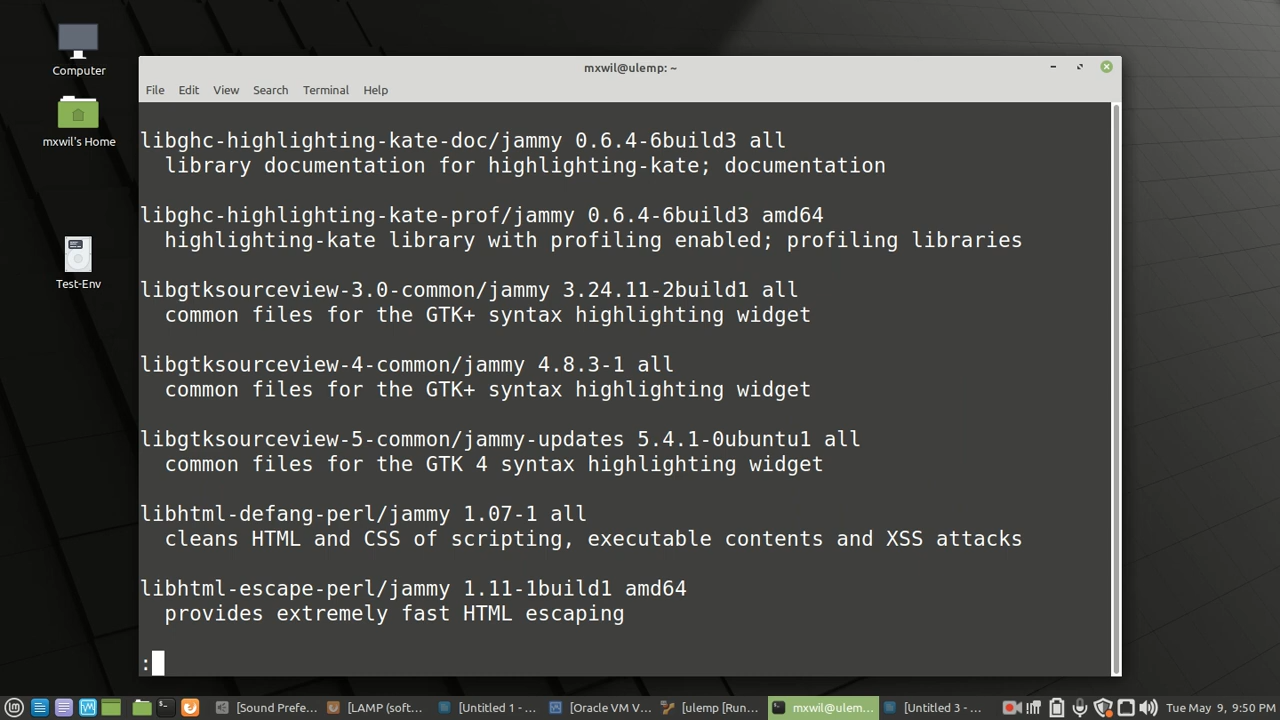 Computer
mxwil's Home
Test-Env
mxwil@ulemp: ~
File Edit View Search Terminal Help
libghc-highlighting-kate-doc/jammy 0.6.4-6build3 all
library documentation for highlighting-kate; documentation
libghc-highlighting-kate-prof/jammy 0.6.4-6build3 amd64
highlighting-kate library with profiling enabled; profiling libraries
libgtksourceview-3.0-common/jammy 3.24.11-2build1 all
common files for the GTK+ syntax highlighting widget
libgtksourceview-4-common/jammy 4.8.3-1 all
common files for the GTK+ syntax highlighting widget
libgtksourceview-5-common/jammy-updates 5.4.1-0ubuntu1 all
common files for the GTK 4 syntax highlighting widget
libhtml-defang-perl/jammy 1.07-1 all
cleans HTML and CSS of scripting, executable contents and XSS attacks
libhtml-escape-perl/jammy 1.11-1build1 amd64
provides extremely fast HTML escaping
:
[Sound Prefe... [LAMP (soft... [Untitled 1 - ... [Oracle VM V... [ulemp [Run... mxwil@ulem... [Untitled 3 - ... Tue May 9, 9:50 PM